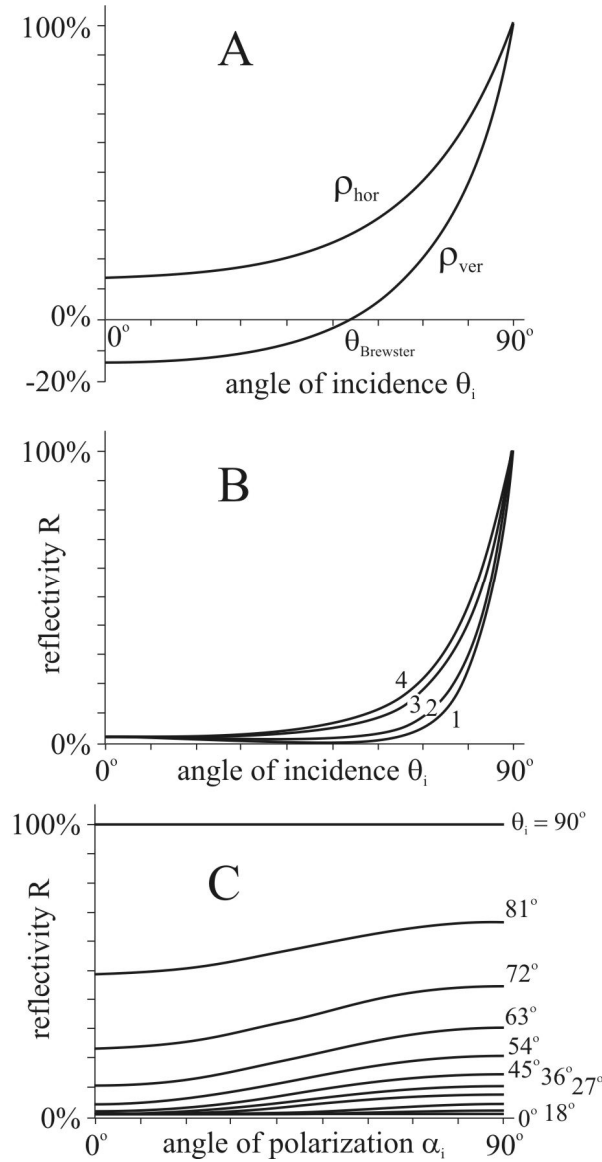 100%
A
ρhor
ρver
0%
0° θBrewster 90°
-20%
angle of incidence θi
100%
B
reflectivity R
4
3
2
1
0%
0° angle of incidence θi 90°
100%
θi = 90°
C
reflectivity R
81°
72°
63°
54°
45° 36° 27°
0% 0° 18°
0° angle of polarization αi 90°